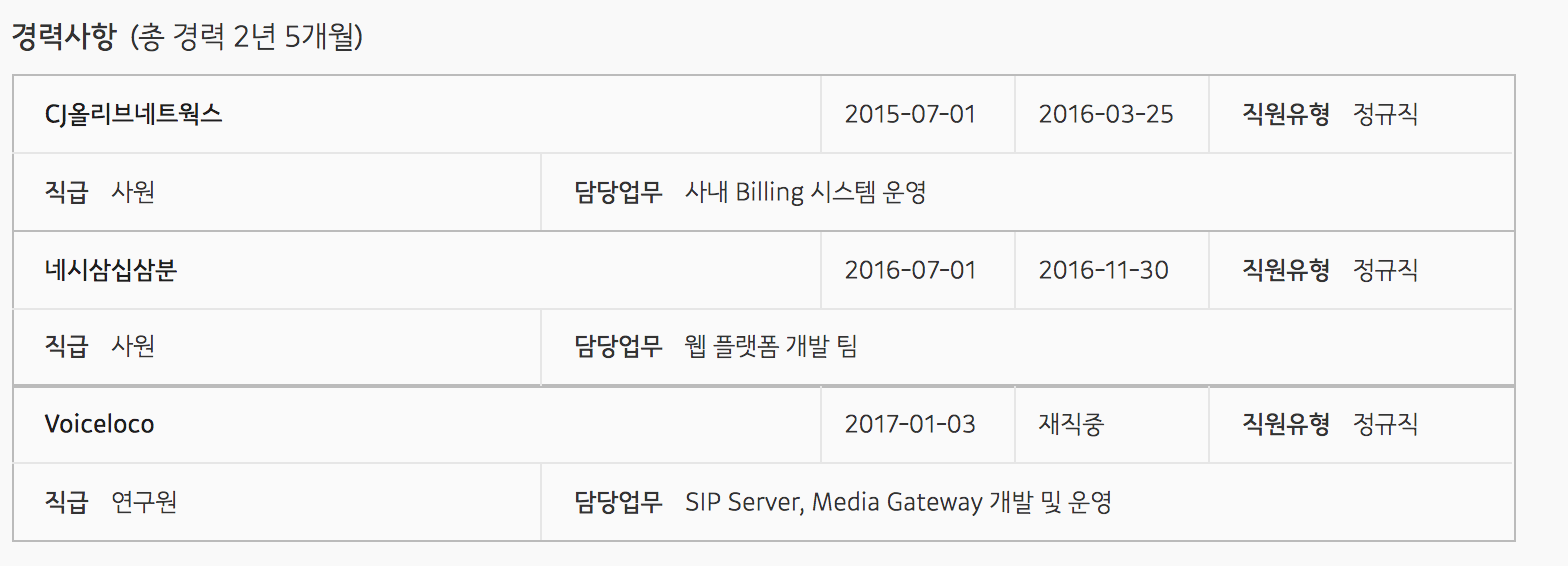 경력사항 (총 경력 2년 5개월)
CJ올리브네트웍스 2015-07-01 2016-03-25 직원유형 정규직
직급 사원 담당업무 사내 Billing 시스템 운영
네시삼십삼분 2016-07-01 2016-11-30 직원유형 정규직
직급 사원 담당업무 웹 플랫폼 개발 팀
Voiceloco 2017-01-03 재직중 직원유형 정규직
직급 연구원 담당업무 SIP Server, Media Gateway 개발 및 운영